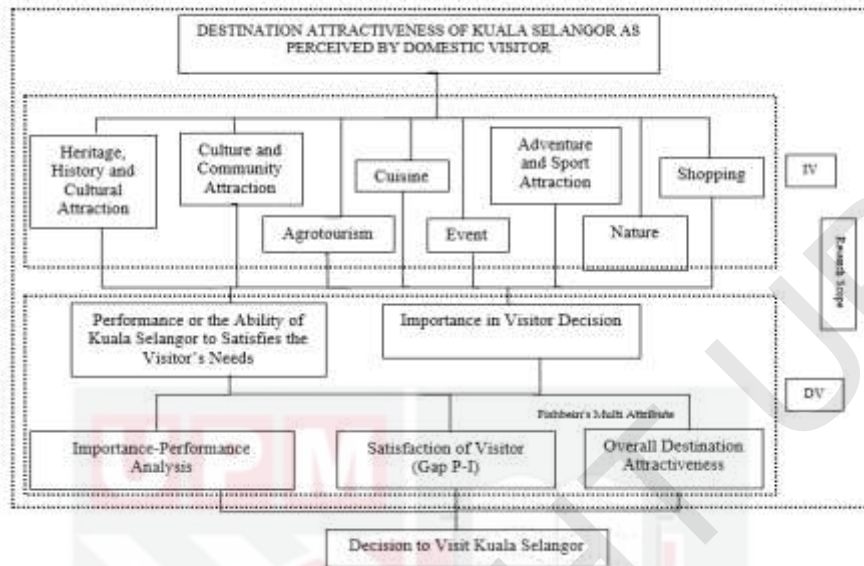 DESTINATION ATTRACTIVENESS OF KUALA SELANGOR AS
PERCEIVED BY DOMESTIC VISITOR
Heritage,
History and
Cultural
Attraction
Culture and
Community
Attraction
Cuisine
Adventure
and Sport
Attraction
Shopping
IV
Agrotourism
Event
Nature
Research Scope
Performance or the Ability of
Kuala Selangor to Satisfies the
Visitor's Needs
Importance in Visitor Decision
DV
Fishbein's Multi Attribute
Importance-Performance
Analysis
Satisfaction of Visitor
(Gap P-I)
Overall Destination
Attractiveness
Decision to Visit Kuala Selangor
UPM